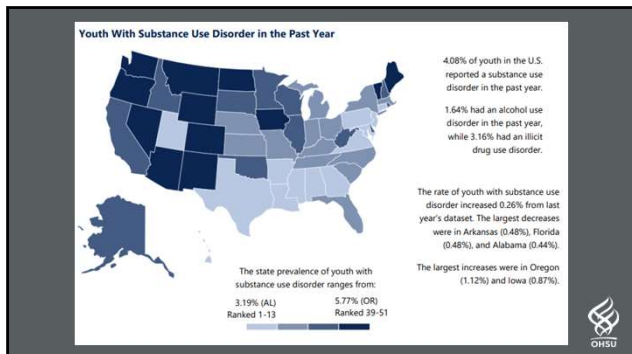 Youth With Substance Use Disorder in the Past Year
4.08% of youth in the U.S.
reported a substance use
disorder in the past year.
1.64% had an alcohol use
disorder in the past year,
while 3.16% had an illicit
drug use disorder.
The rate of youth with substance use
disorder increased 0.26% from last
year's dataset. The largest decreases
were in Arkansas (0.48%), Florida
(0.48%), and Alabama (0.44%).
The largest increases were in Oregon
(1.12%) and Iowa (0.87%).
The state prevalence of youth with
substance use disorder ranges from:
3.19% (AL)
Ranked 1-13
5.77% (OR)
Ranked 39-51
OHSU